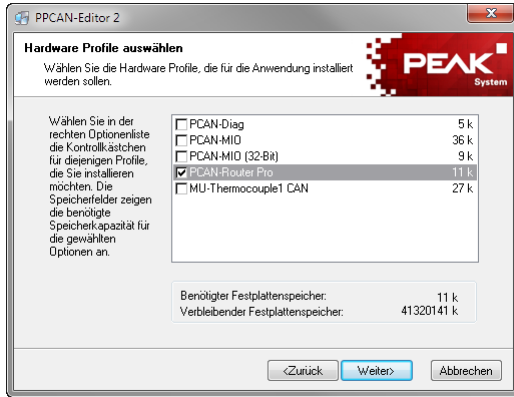 PPCAN-Editor 2
Hardware Profile auswählen
Wählen Sie die Hardware Profile, die für die Anwendung installiert
werden sollen.
PEAK
System
Wählen Sie in der
rechten Optionenliste
die Kontrollkästchen
für diejenigen Profile,
die Sie installieren
möchten. Die
Speicherfelder zeigen
die benötigte
Speicherkapazität für
die gewählten
Optionen an.
PCAN-Diag 5 k
PCAN-MIO 36 k
PCAN-MIO (32-Bit) 9 k
PCAN-Router Pro 11 k
MU-Thermocouple1 CAN 27 k
Benötigter Festplattenspeicher: 11 k
Verbleibender Festplattenspeicher: 41320141 k
<Zurück Weiter> Abbrechen